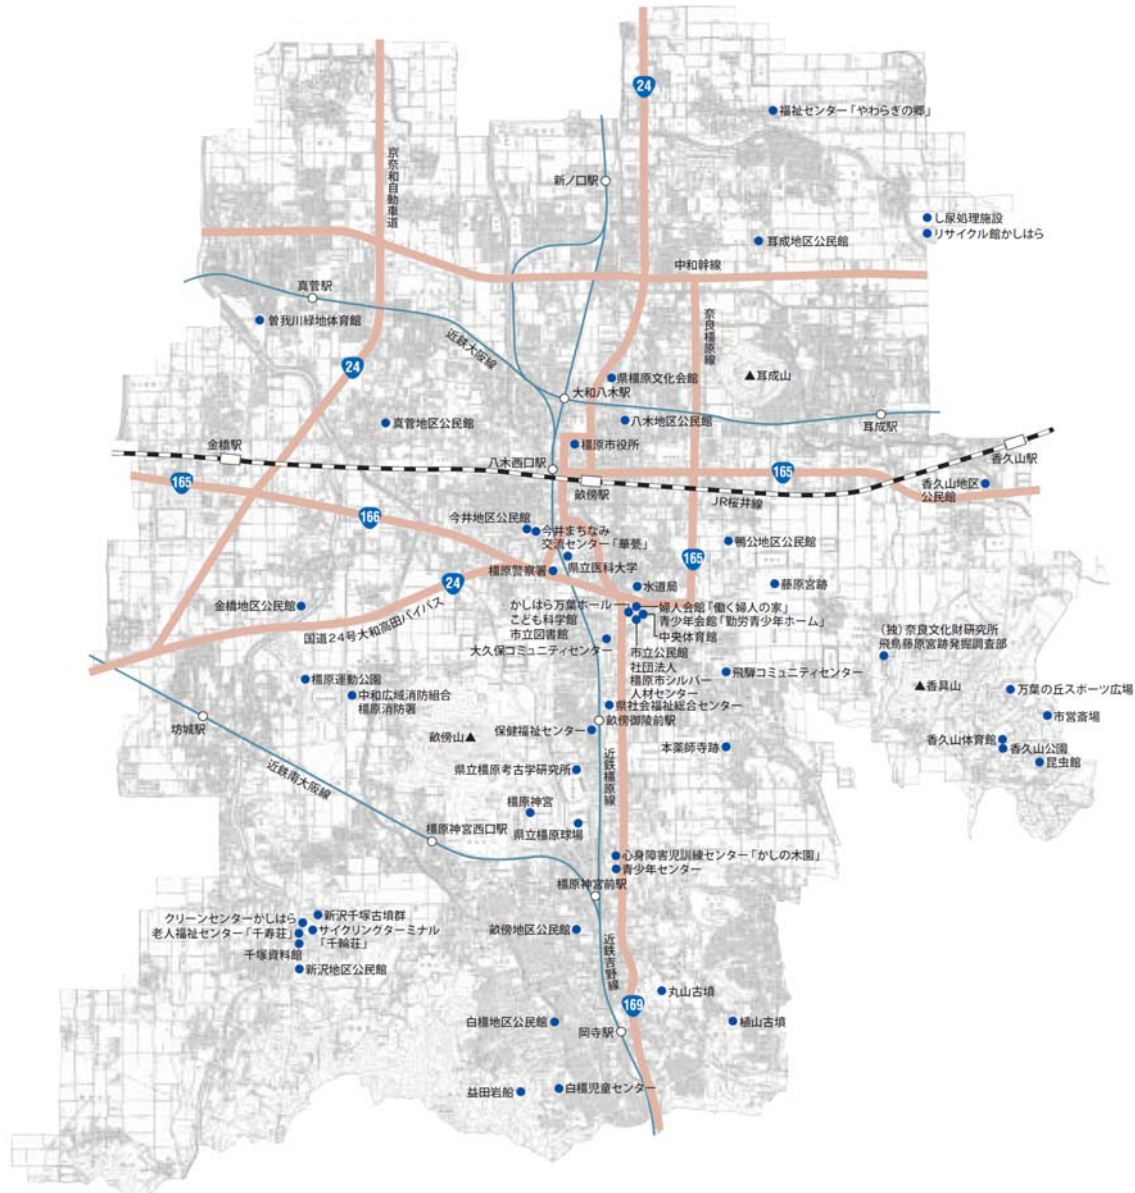 24
福祉センター「やわらぎの郷」
京奈和自動車道
新ノ口駅
し尿処理施設
リサイクル館かしはら
耳成地区公民館
中和幹線
真菅駅
曽我川緑地体育館
奈良橿原線
近鉄大阪線
24
県橿原文化会館
▲耳成山
大和八木駅
真菅地区公民館
八木地区公民館
耳成駅
金橋駅
橿原市役所
香久山駅
八木西口駅
165
165
畝傍駅
香久山地区
公民館
JR桜井線
166
今井地区公民館
今井まちなみ
交流センター「華甍」
鴨公地区公民館
県立医科大学
165
橿原警察署
24
水道局
藤原宮跡
金橋地区公民館
国道24号大和高田バイパス
かしはら万葉ホール
こども科学館
市立図書館
婦人会館「働く婦人の家」
青少年会館「勤労青少年ホーム」
中央体育館
大久保コミュニティセンター
市立公民館
社団法人
橿原市シルバー
人材センター
(独)奈良文化財研究所
飛鳥藤原宮跡発掘調査部
飛騨コミュニティセンター
橿原運動公園
中和広域消防組合
橿原消防署
▲香具山
万葉の丘スポーツ広場
県社会福祉総合センター
坊城駅
畝傍御陵前駅
市営斎場
保健福祉センター
畝傍山▲
本薬師寺跡
香久山体育館
香久山公園
昆虫館
近鉄南大阪線
県立橿原考古学研究所
近鉄橿原線
橿原神宮
橿原神宮西口駅
県立橿原球場
心身障害児訓練センター「かしの木園」
青少年センター
橿原神宮前駅
クリーンセンターかしはら
新沢千塚古墳群
老人福祉センター「千寿荘」
サイクリングターミナル
「千輪荘」
千塚資料館
新沢地区公民館
畝傍地区公民館
近鉄吉野線
丸山古墳
169
白橿地区公民館
岡寺駅
植山古墳
益田岩船
白橿児童センター